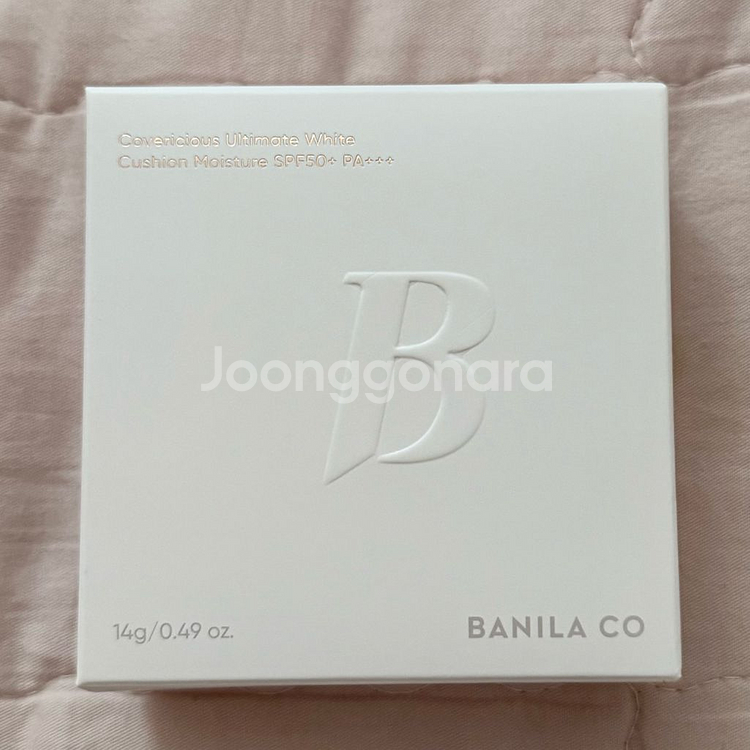 Covericious Ultimate White
Cushion Moisture SPF50+ PA+++
B
Joonggonara
14g/0.49 oz.
BANILA CO